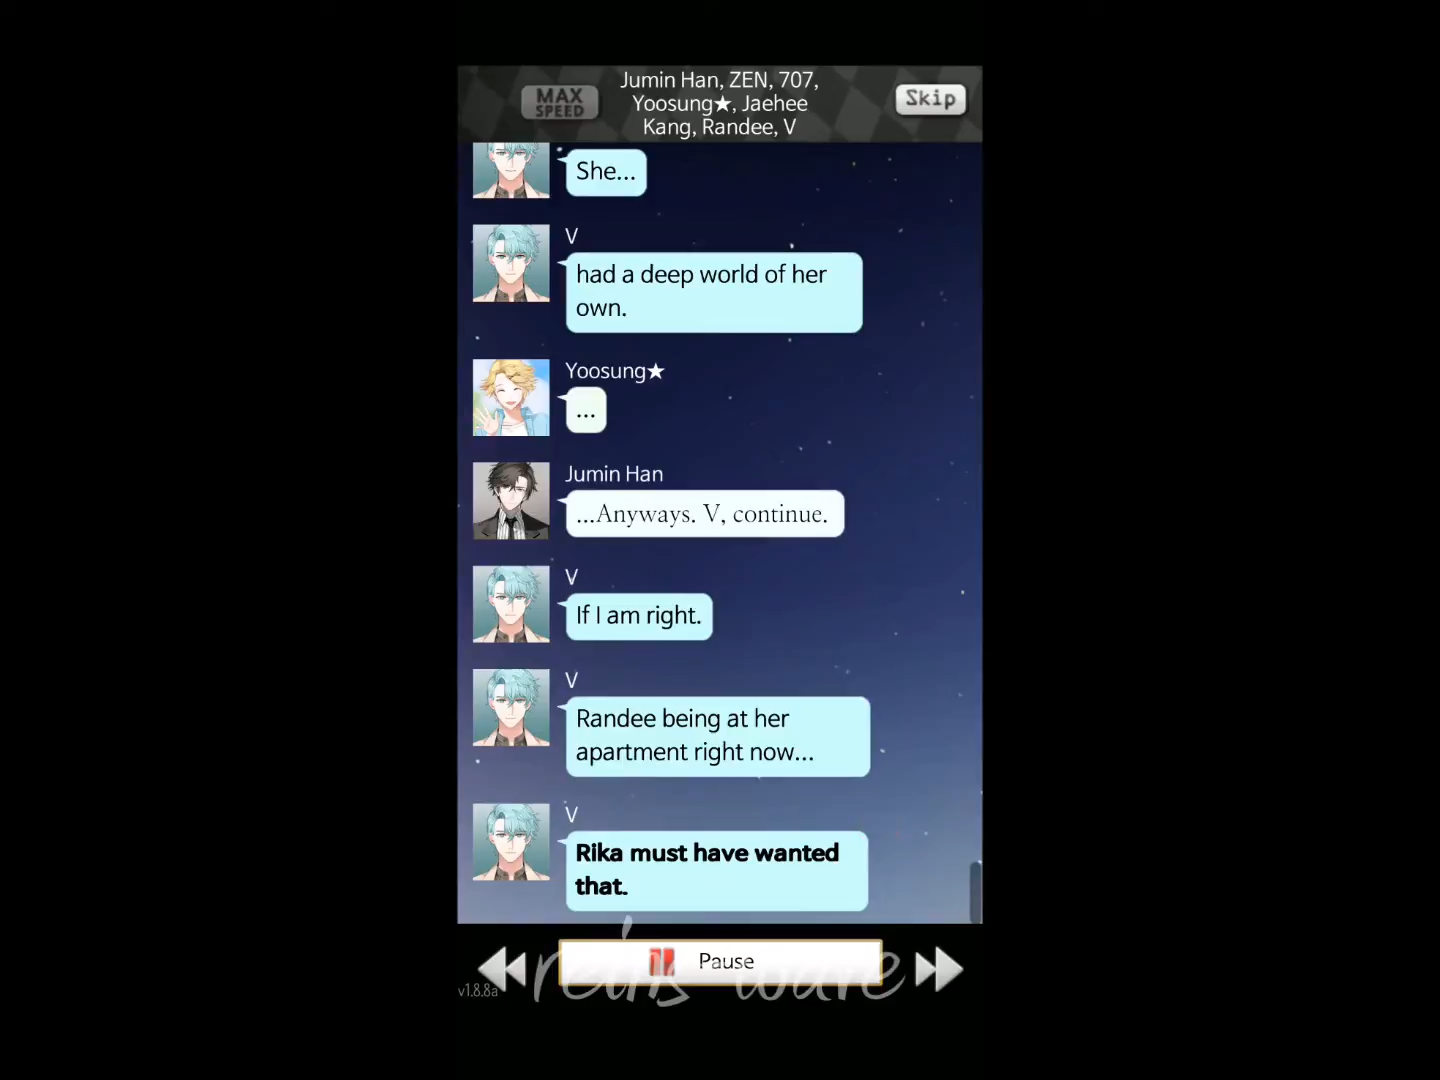 MAX
SPEED
Jumin Han, ZEN, 707,
Yoosung★, Jaehee
Kang, Randee, V
Skip
She...
V
had a deep world of her
own.
Yoosung★
...
Jumin Han
...Anyways. V, continue.
V
If I am right.
V
Randee being at her
apartment right now...
V
Rika must have wanted
that.
Pause
v1.8.8a